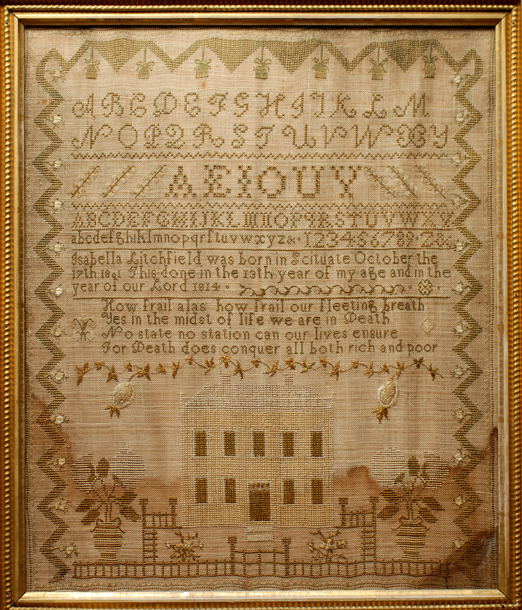 ABCDEFGHIJKLM
NOPQRSTUVWXY
AEIOUY
ABCDEFGHIJKLMNOPQRSTUVWXY
abcdefghiklmnopqrſtuvwxyz& 123456789
Isabella Litchfield was born in Scituate October the
17th 1801 This done in the 13th year of my age and in the
year of our Lord 1814
How frail alas how frail our fleeting breath
Yes in the midst of life we are in Death
No state no station can our lives ensure
For Death does conquer all both rich and poor